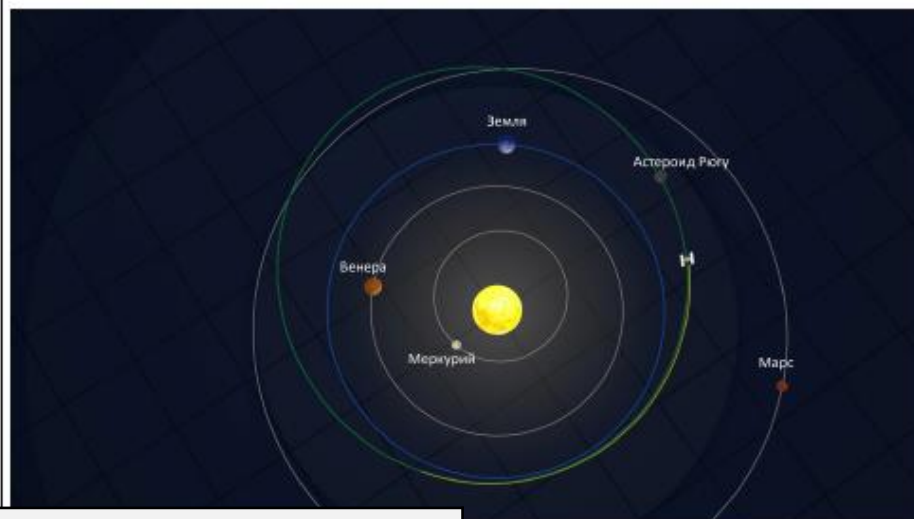 Земля
Астероид Рюгу
Венера
Меркурий
Марс